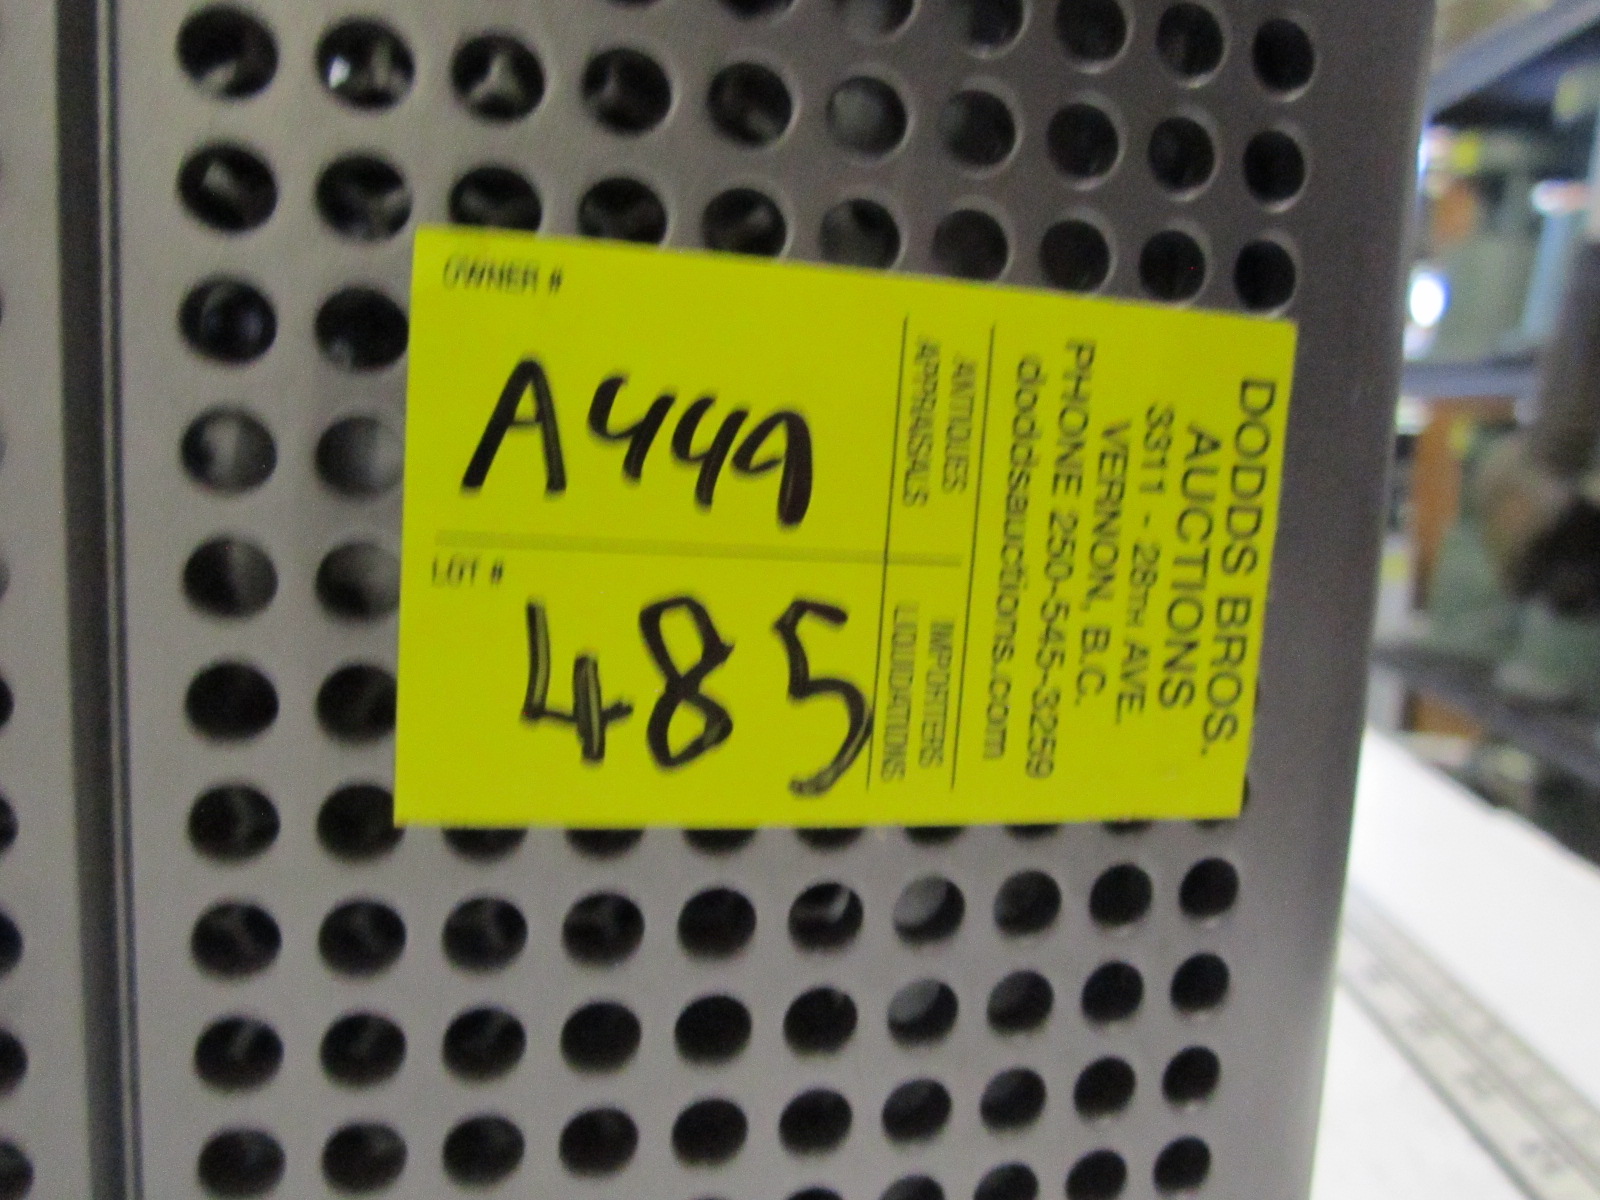 OWNER #
A449
LOT #
485
ANTIQUES
APPRAISALS
IMPORTERS
LIQUIDATIONS
DODDS BROS.
AUCTIONS
3311 - 28TH AVE.
VERNON, B.C.
PHONE 250-545-3259
doddsauctions.com